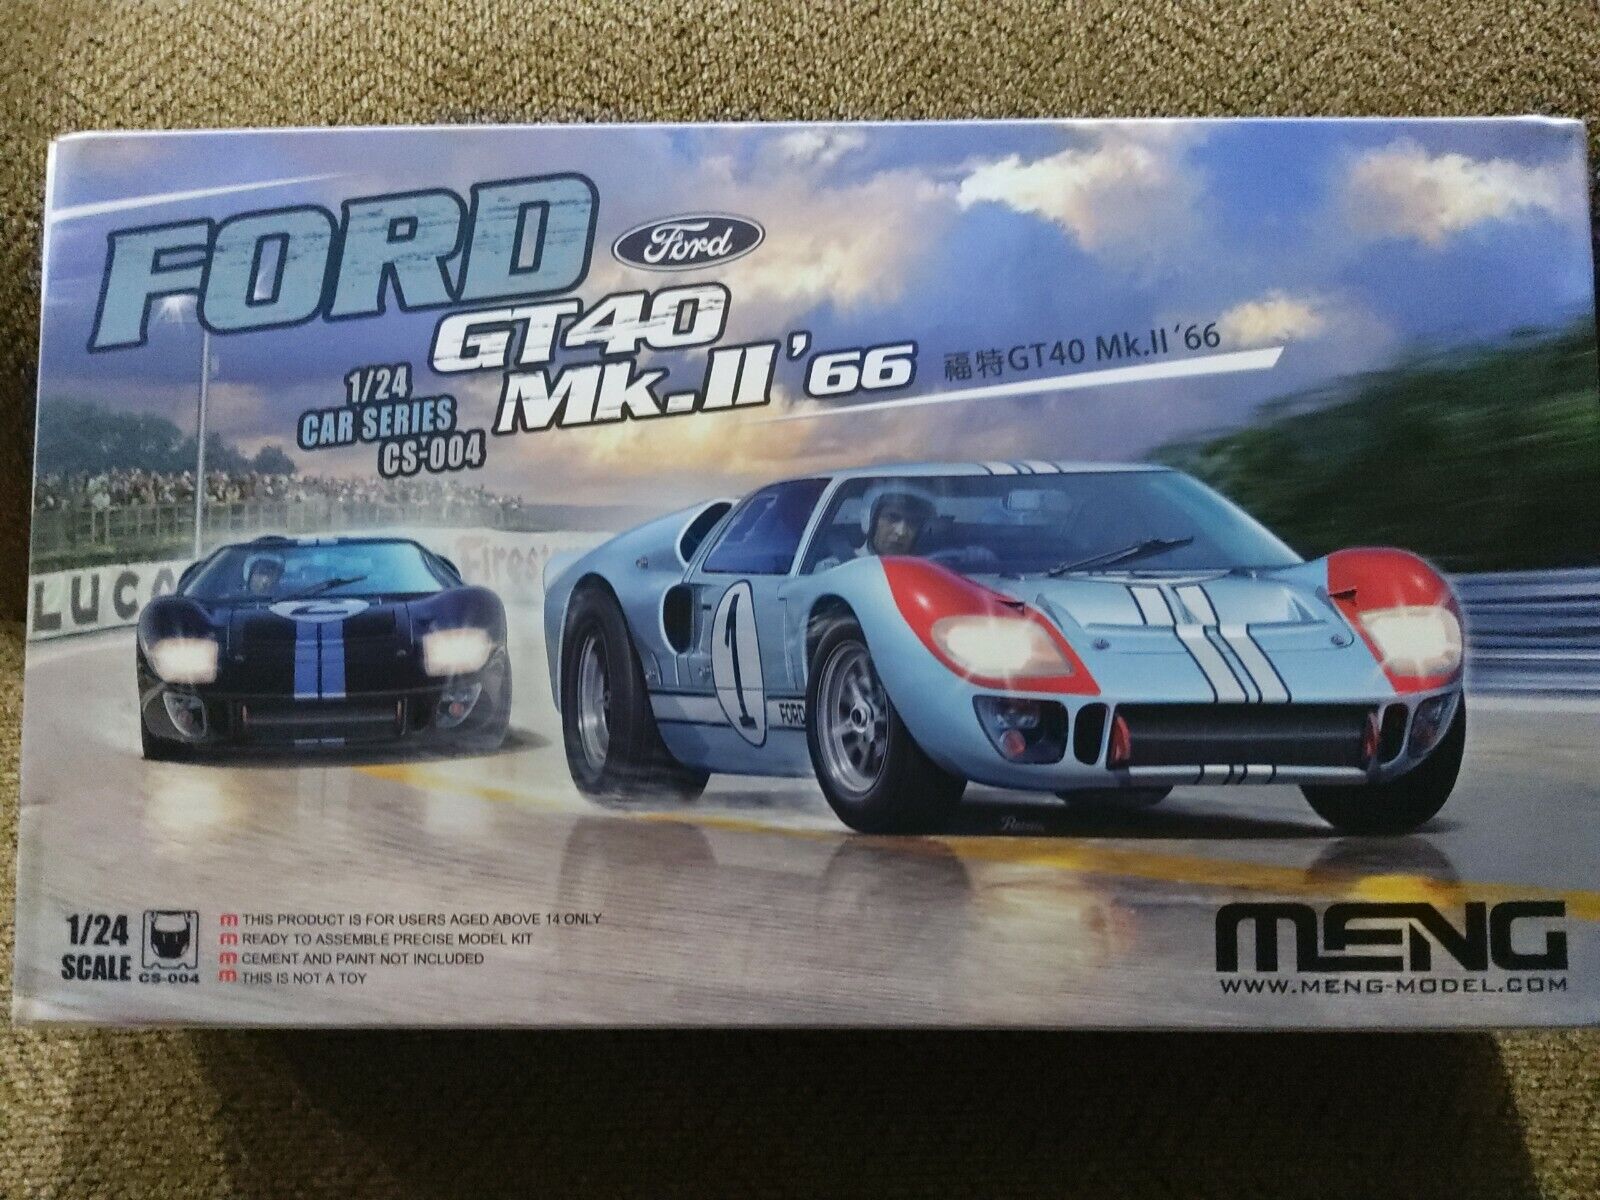 FORD
Ford
GT40
Mk.II '66
福特GT40 Mk.II '66
1/24
CAR SERIES
CS-004
LUCA
Firesto
1
FORD
1/24
SCALE
CS-004
THIS PRODUCT IS FOR USERS AGED ABOVE 14 ONLY
READY TO ASSEMBLE PRECISE MODEL KIT
CEMENT AND PAINT NOT INCLUDED
THIS IS NOT A TOY
MENG
WWW.MENG-MODEL.COM